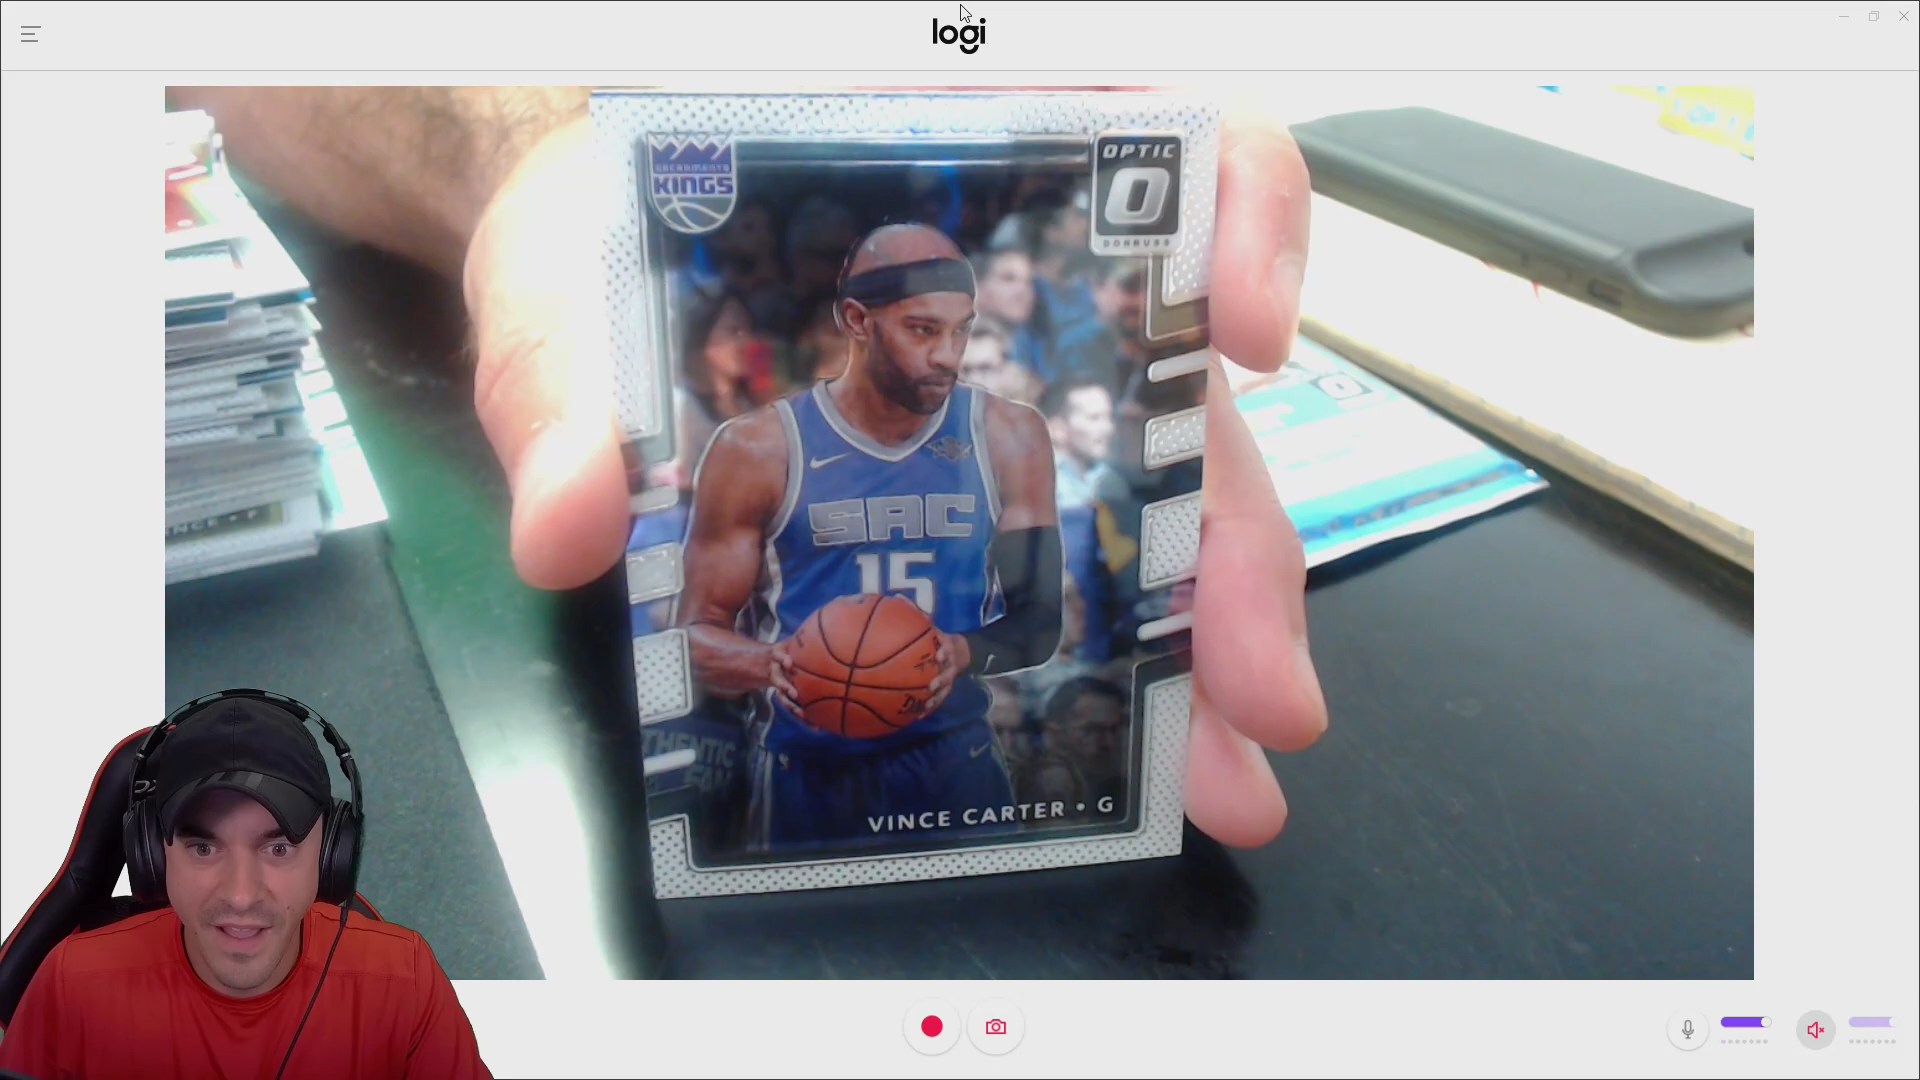 logi
SACRAMENTO
KINGS
OPTIC
O
DONRUSS
SAC
15
VINCE CARTER • G